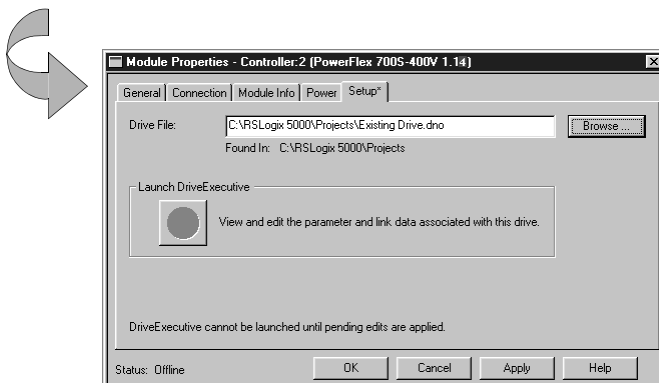 Module Properties - Controller:2 (PowerFlex 700S-400V 1.14)
General Connection Module Info Power Setup*
Drive File: C:\RSLogix 5000\Projects\Existing Drive.dno Browse ...
Found In: C:\RSLogix 5000\Projects
Launch DriveExecutive
View and edit the parameter and link data associated with this drive.
DriveExecutive cannot be launched until pending edits are applied.
Status: Offline OK Cancel Apply Help